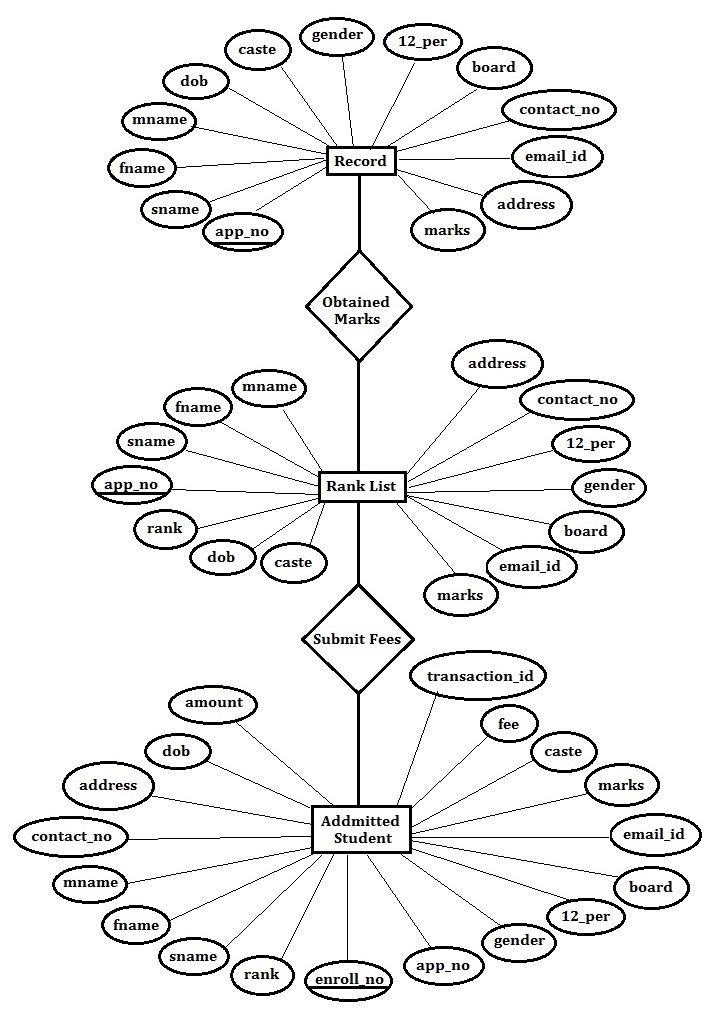 gender
12_per
caste
board
dob
contact_no
mname
Record
email_id
fname
address
sname
app_no
marks
Obtained
Marks
address
mname
contact_no
fname
12_per
sname
app_no
Rank List
gender
rank
board
dob
caste
email_id
marks
Submit Fees
transaction_id
amount
fee
dob
caste
address
marks
Addmitted
Student
contact_no
email_id
mname
board
fname
12_per
sname
gender
rank
enroll_no
app_no